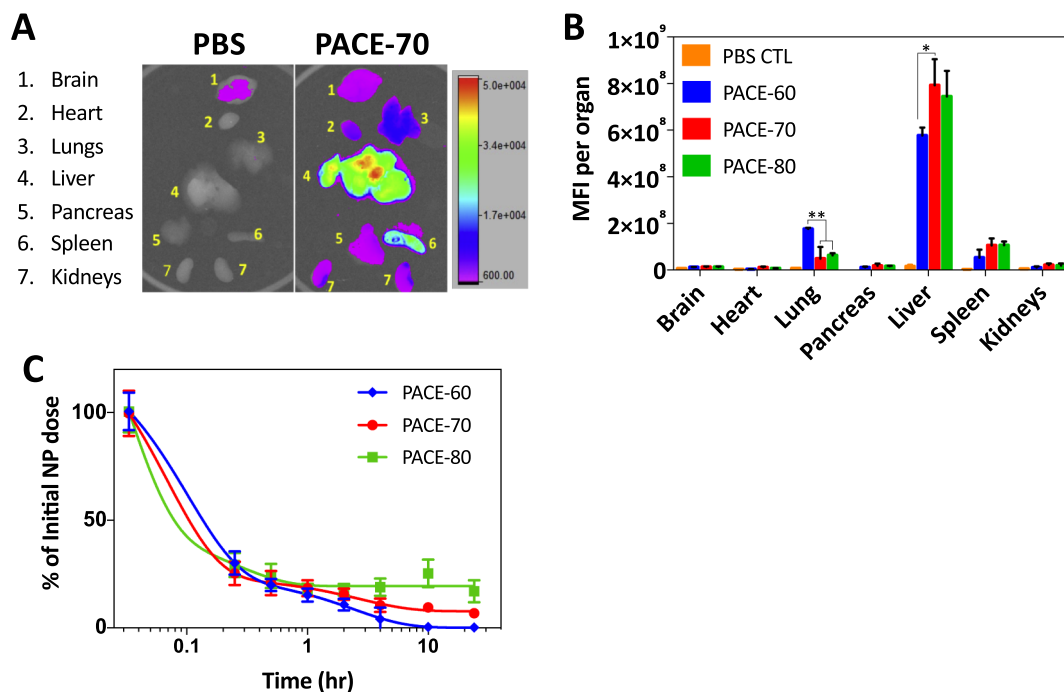 A
PBS PACE-70
1. Brain
2. Heart
3. Lungs
4. Liver
5. Pancreas
6. Spleen
7. Kidneys
1
2
3
4
5
6
7
7
1
2
3
4
5
6
7
7
5.0e+004
3.4e+004
1.7e+004
600.00
B
MFI per organ
1×10⁹
8×10⁸
6×10⁸
4×10⁸
2×10⁸
0
PBS CTL
PACE-60
PACE-70
PACE-80
**
*
Brain
Heart
Lung
Pancreas
Liver
Spleen
Kidneys
C
% of Initial NP dose
100
50
0
PACE-60
PACE-70
PACE-80
0.1 1 10
Time (hr)